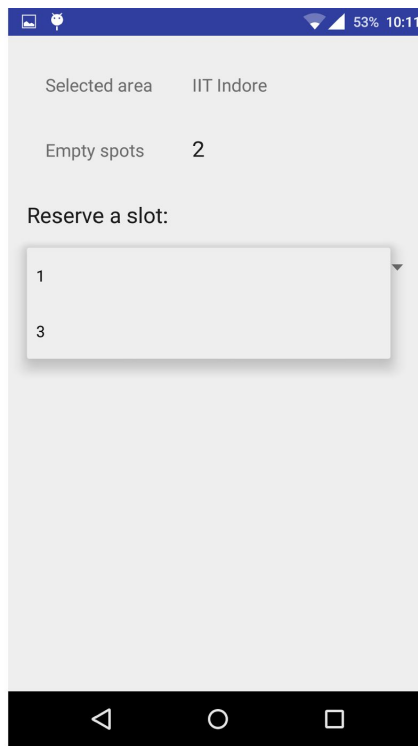 53% 10:11
Selected area IIT Indore
Empty spots 2
Reserve a slot:
1
3